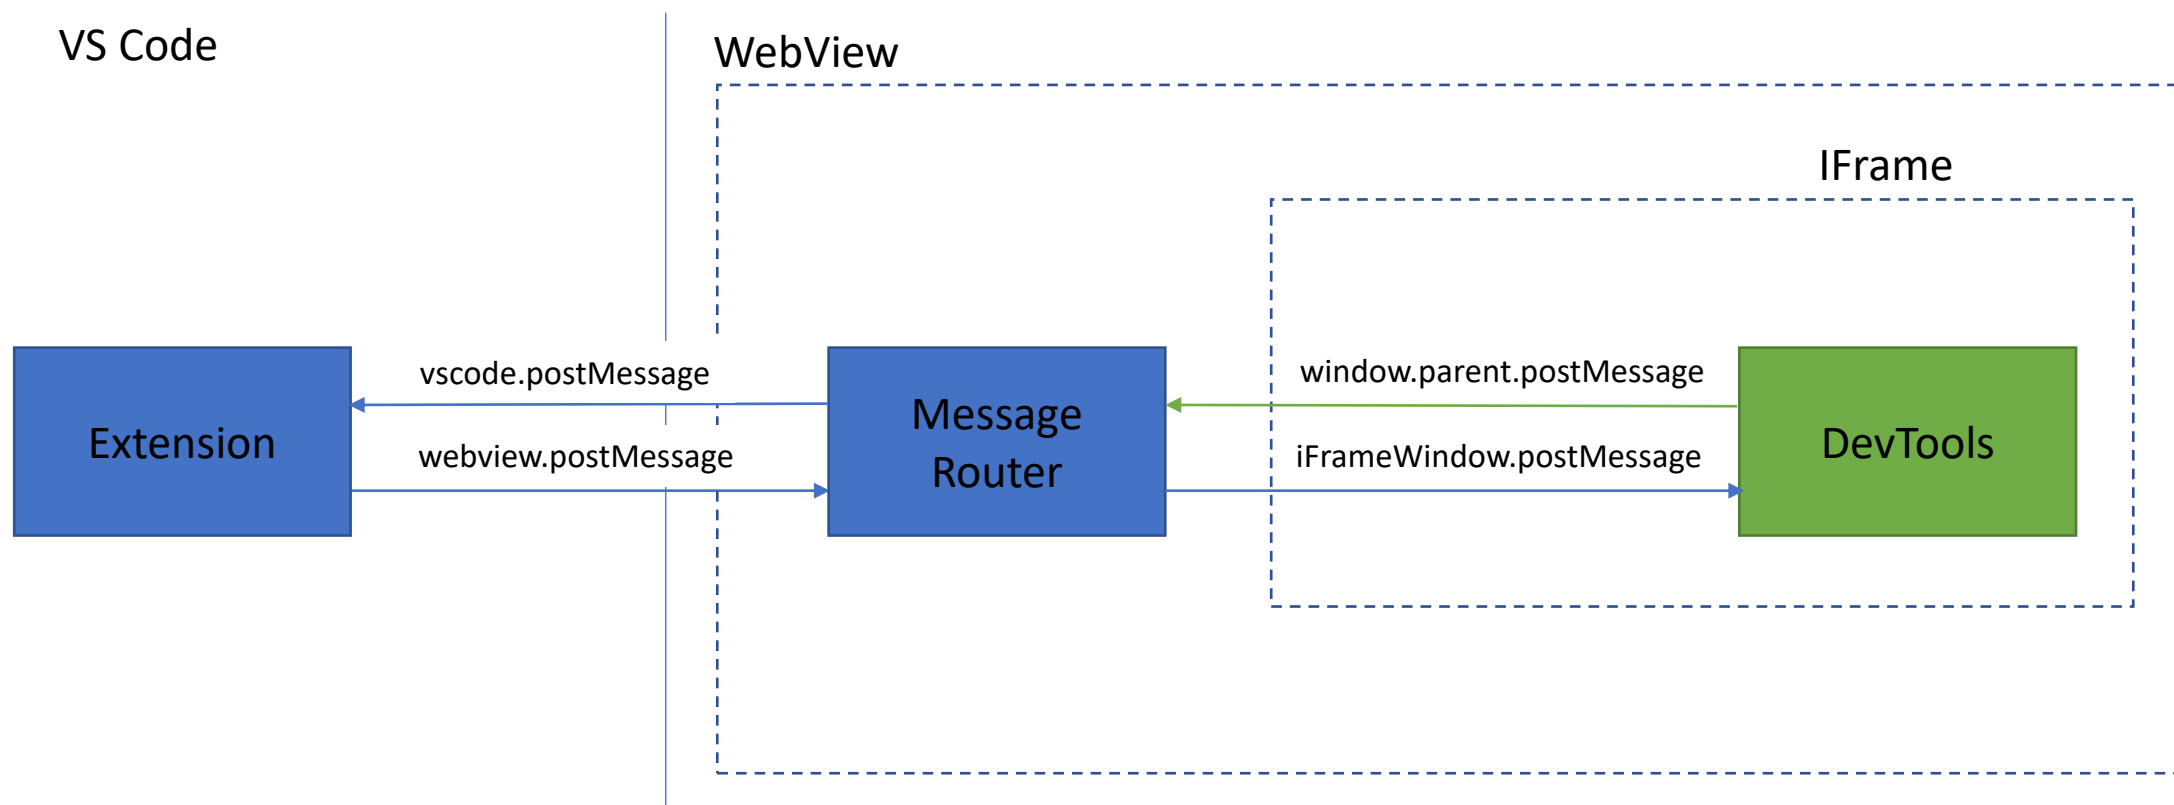 VS Code
WebView
IFrame
vscode.postMessage
window.parent.postMessage
Extension
webview.postMessage
Message
Router
iFrameWindow.postMessage
DevTools